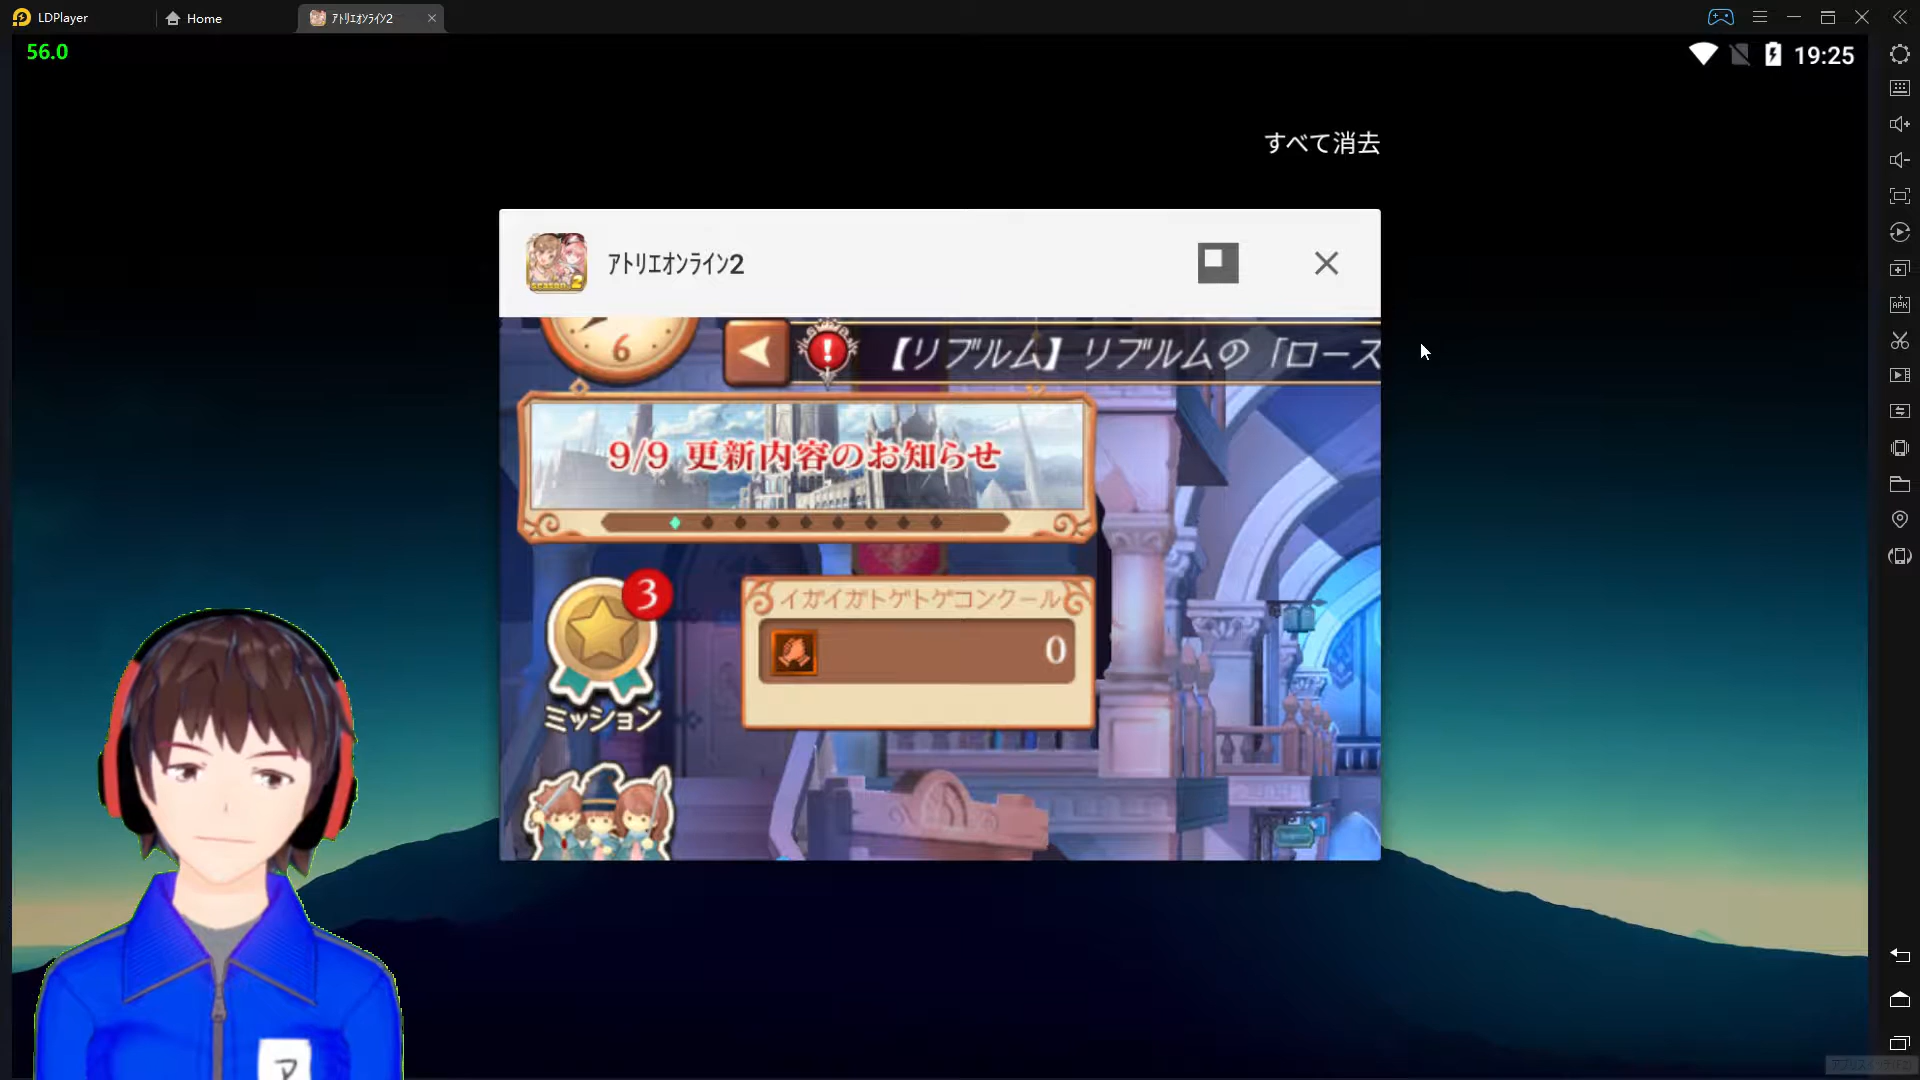 LDPlayer
Home
アトリエオンライン2
56.0
19:25
すべて消去
アトリエオンライン2
season 2
6
【リブルム】リブルムの「ロース
9/9 更新内容のお知らせ
3
イガイガトゲトゲコンクール
0
ミッション
APK
ア